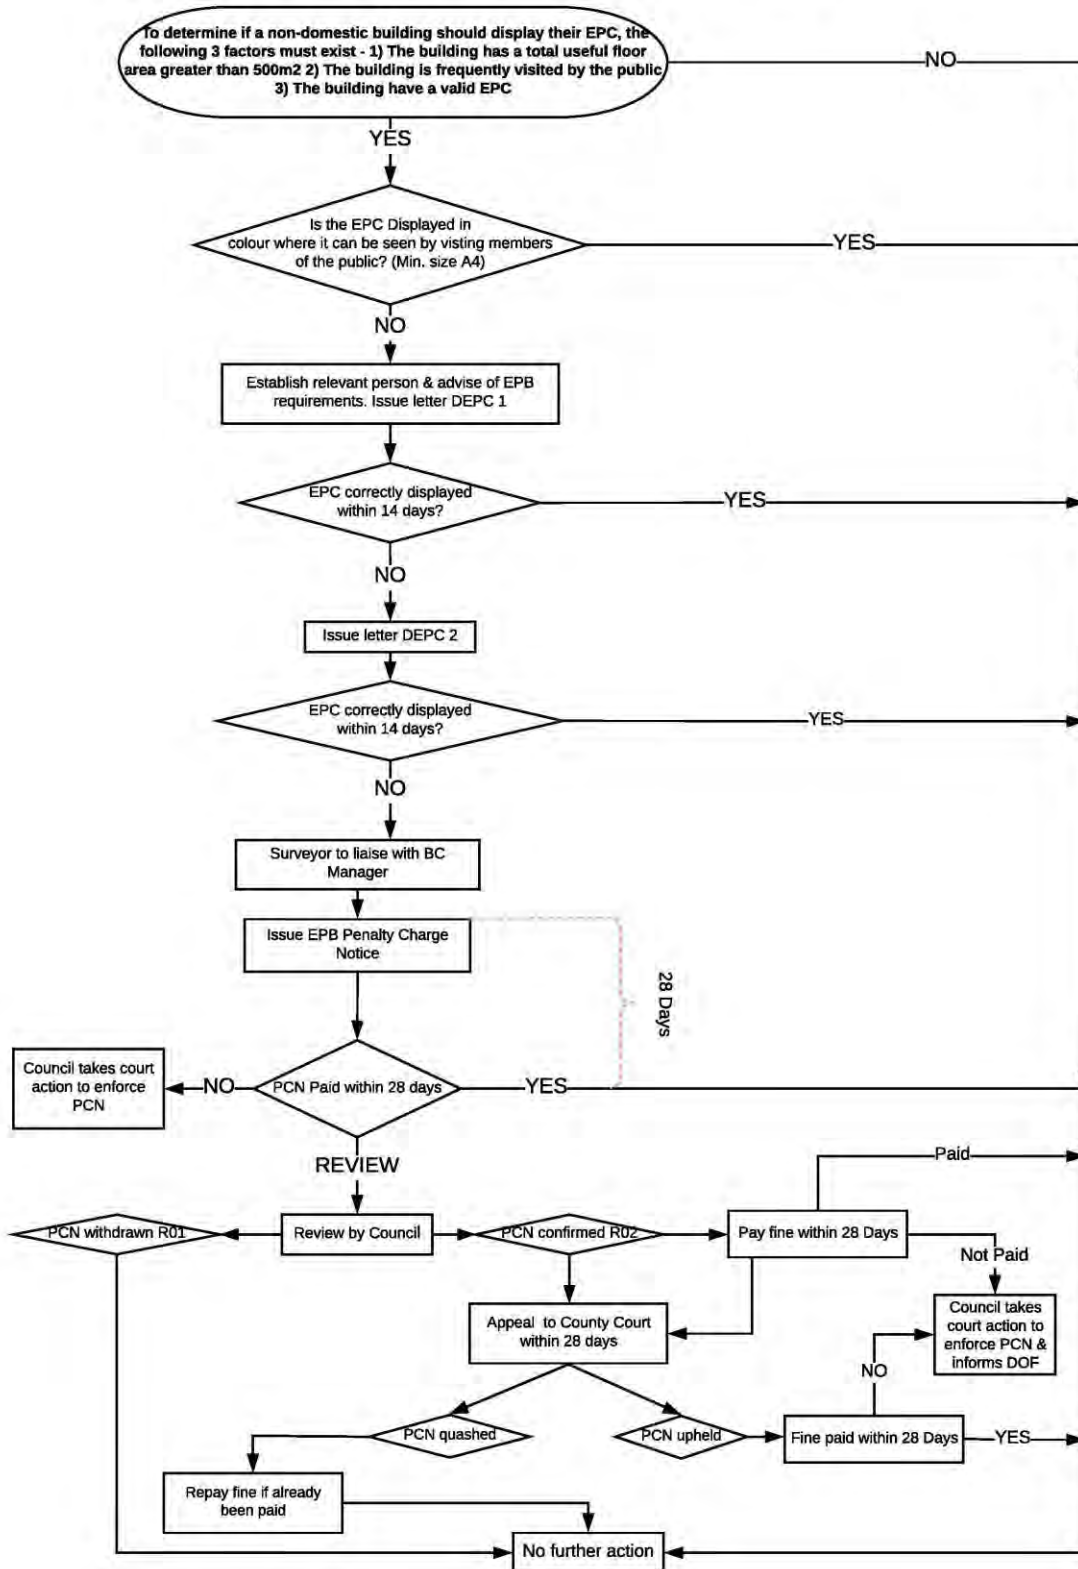 To determine if a non-domestic building should display their EPC, the
following 3 factors must exist - 1) The building has a total useful floor
area greater than 500m2 2) The building is frequently visited by the public
3) The building have a valid EPC
NO
YES
Is the EPC Displayed in
colour where it can be seen by visting members
of the public? (Min. size A4)
YES
NO
Establish relevant person & advise of EPB
requirements. Issue letter DEPC 1
EPC correctly displayed
within 14 days?
YES
NO
Issue letter DEPC 2
EPC correctly displayed
within 14 days?
YES
NO
Surveyor to liaise with BC
Manager
Issue EPB Penalty Charge
Notice
28 Days
Council takes court
action to enforce
PCN
NO
PCN Paid within 28 days
YES
REVIEW
Paid
PCN withdrawn R01
Review by Council
PCN confirmed R02
Pay fine within 28 Days
Not Paid
Appeal to County Court
within 28 days
Council takes
court action to
enforce PCN &
informs DOF
NO
PCN quashed
PCN upheld
Fine paid within 28 Days
YES
Repay fine if already
been paid
No further action